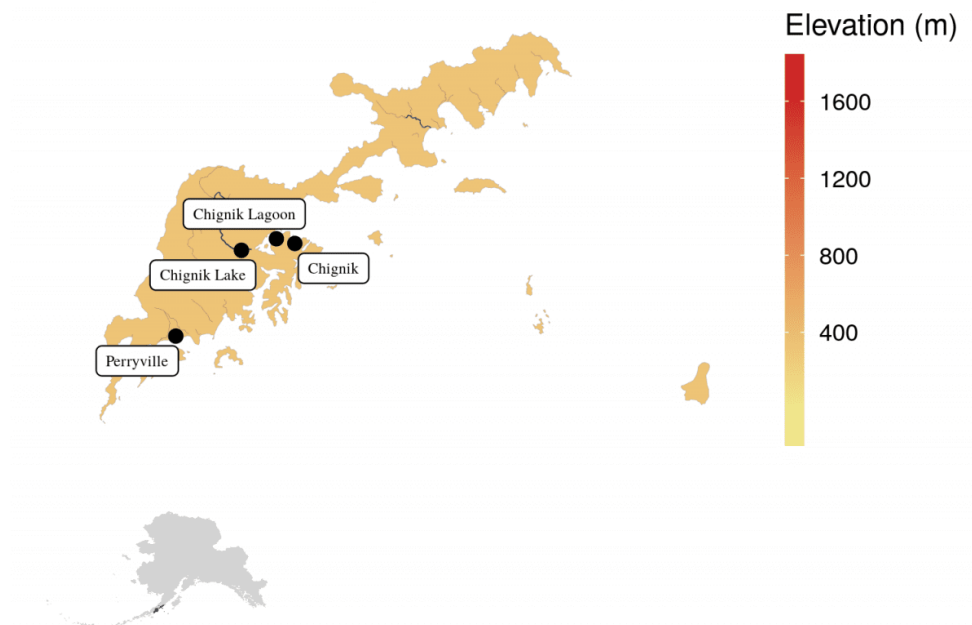 Elevation (m)
1600
1200
800
400
Chignik Lagoon
Chignik Lake
Chignik
Perryville